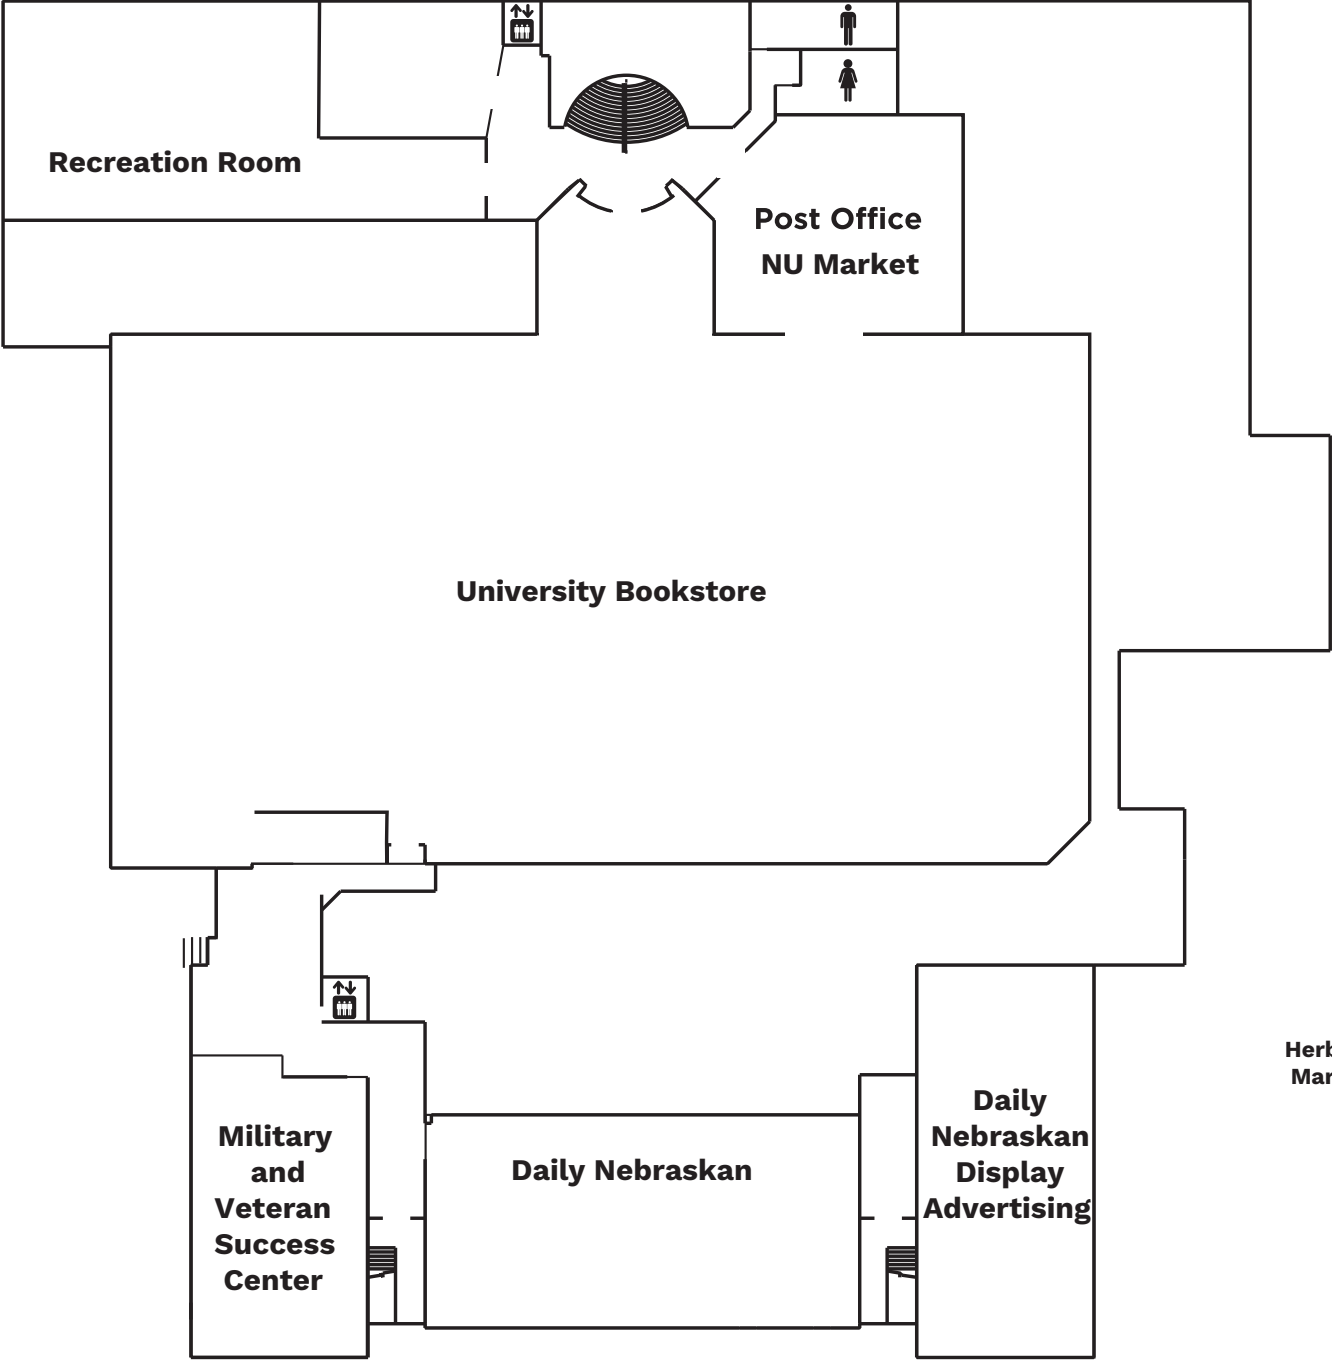 Recreation Room
Post Office
NU Market
University Bookstore
Military
and
Veteran
Success
Center
Daily Nebraskan
Daily
Nebraskan
Display
Advertising